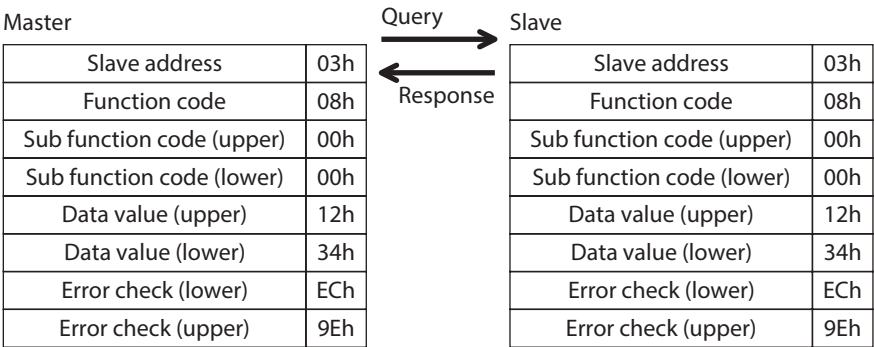 Master
Query
Slave
Response
Slave address 03h
Function code 08h
Sub function code (upper) 00h
Sub function code (lower) 00h
Data value (upper) 12h
Data value (lower) 34h
Error check (lower) ECh
Error check (upper) 9Eh
Slave address 03h
Function code 08h
Sub function code (upper) 00h
Sub function code (lower) 00h
Data value (upper) 12h
Data value (lower) 34h
Error check (lower) ECh
Error check (upper) 9Eh